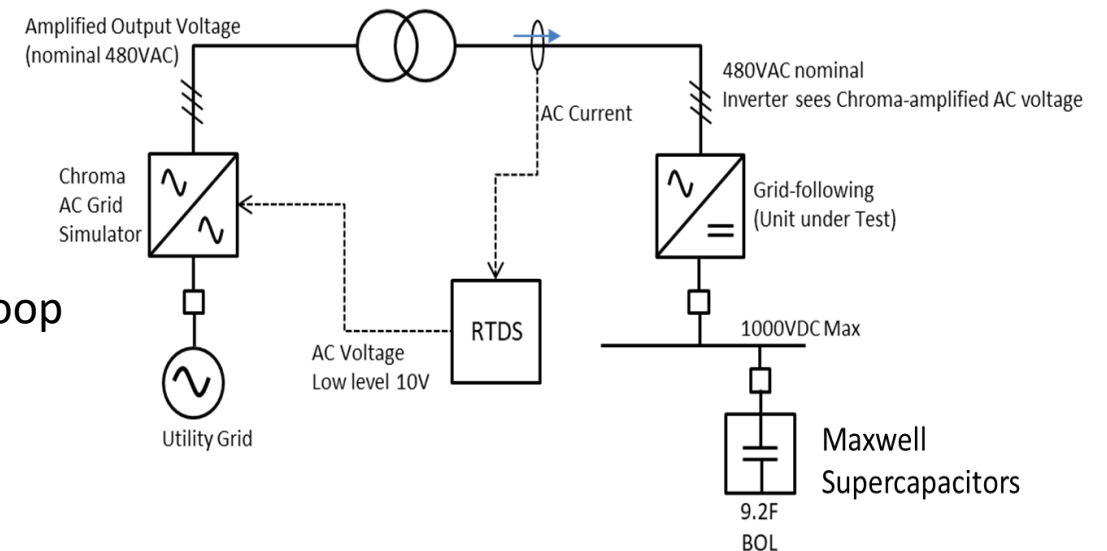 Amplified Output Voltage
(nominal 480VAC)
AC Current
480VAC nominal
Inverter sees Chroma-amplified AC voltage
Chroma
AC Grid
Simulator
Grid-following
(Unit under Test)
oop
RTDS
1000VDC Max
AC Voltage
Low level 10V
Utility Grid
Maxwell
Supercapacitors
9.2F
BOL